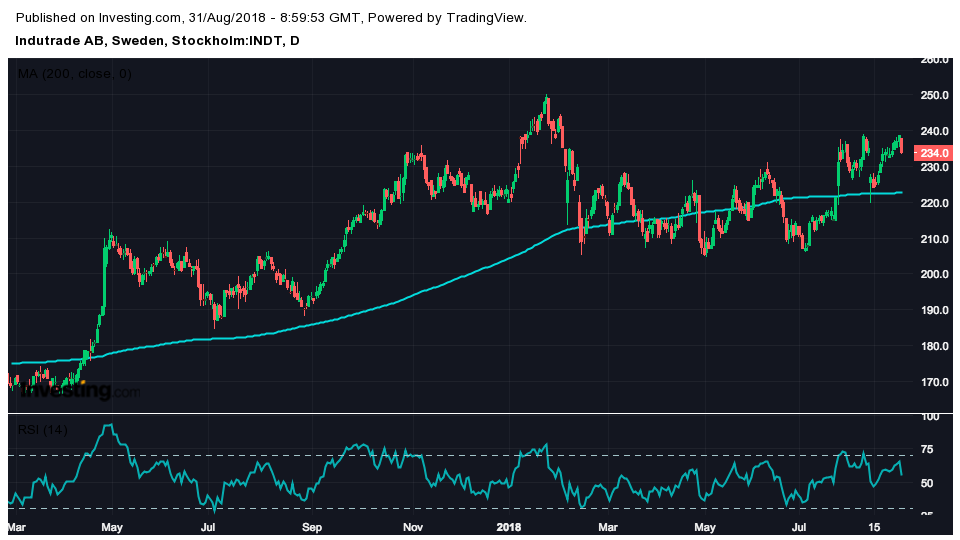 Published on Investing.com, 31/Aug/2018 - 8:59:53 GMT, Powered by TradingView.
Indutrade AB, Sweden, Stockholm:INDT, D
MA (200, close, 0)
260.0
250.0
240.0
234.0
230.0
220.0
210.0
200.0
190.0
180.0
170.0
Investing.com
RSI (14)
100
75
50
25
Mar May Jul Sep Nov 2018 Mar May Jul 15